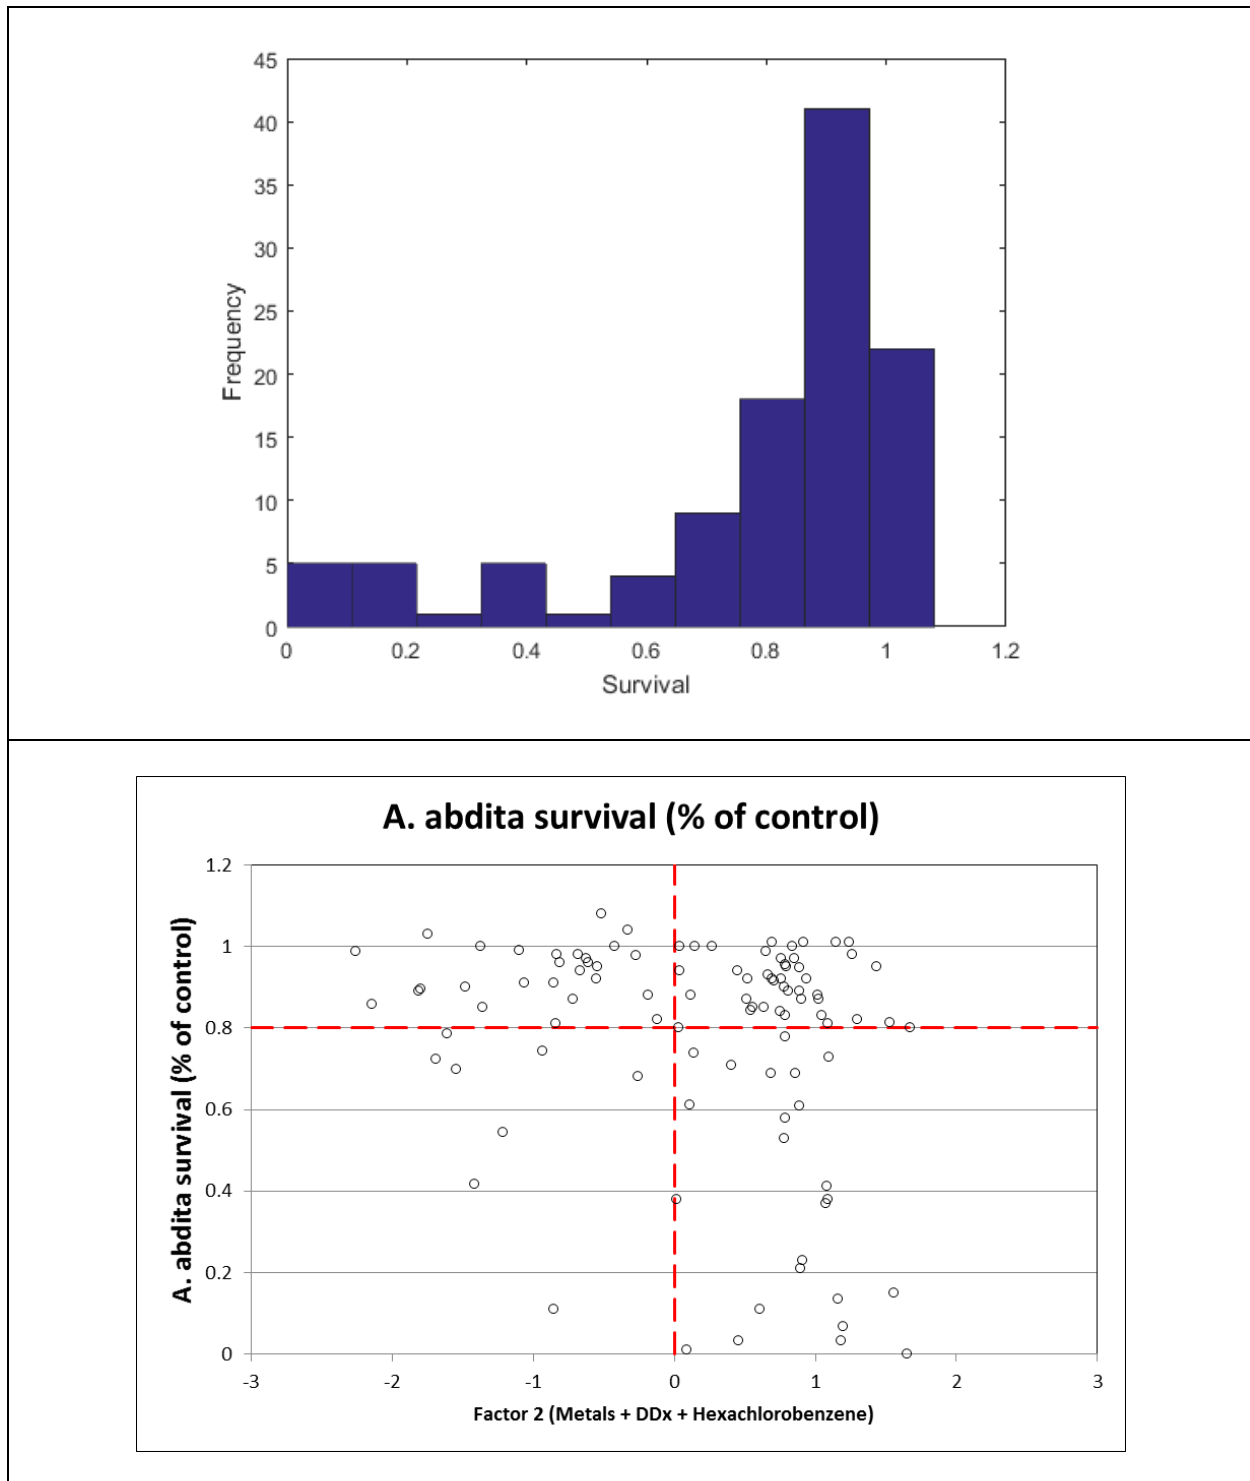 45
40
35
30
25
20
15
10
5
0
Frequency
0 0.2 0.4 0.6 0.8 1 1.2
Survival
A. abdita survival (% of control)
1.2
1
0.8
0.6
0.4
0.2
0
A. abdita survival (% of control)
-3 -2 -1 0 1 2 3
Factor 2 (Metals + DDx + Hexachlorobenzene)